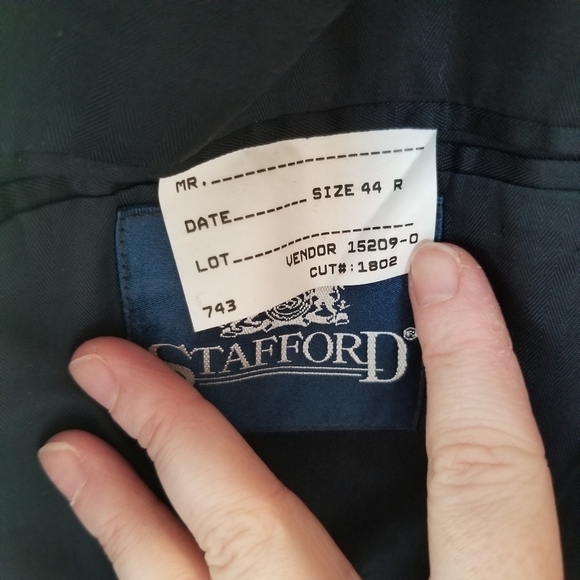 MR.
DATE SIZE 44 R
LOT VENDOR 15209-0
CUT#:1802
743
STAFFORD®